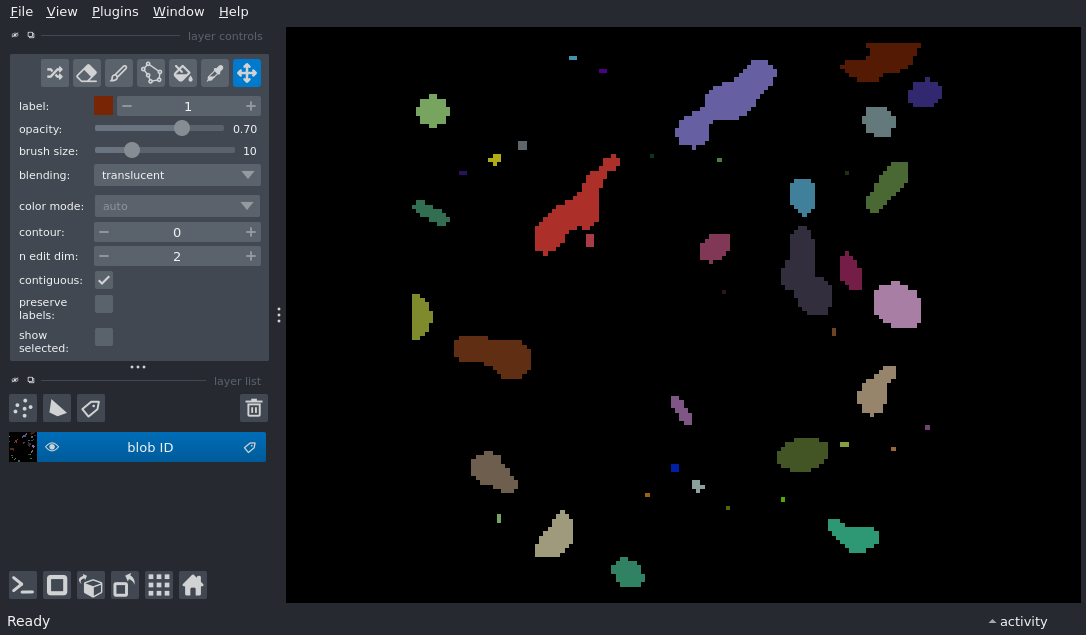 File View Plugins Window Help
layer controls
label: 1
opacity: 0.70
brush size: 10
blending: translucent
color mode: auto
contour: 0
n edit dim: 2
contiguous:
preserve
labels:
show
selected:
layer list
blob ID
Ready
activity